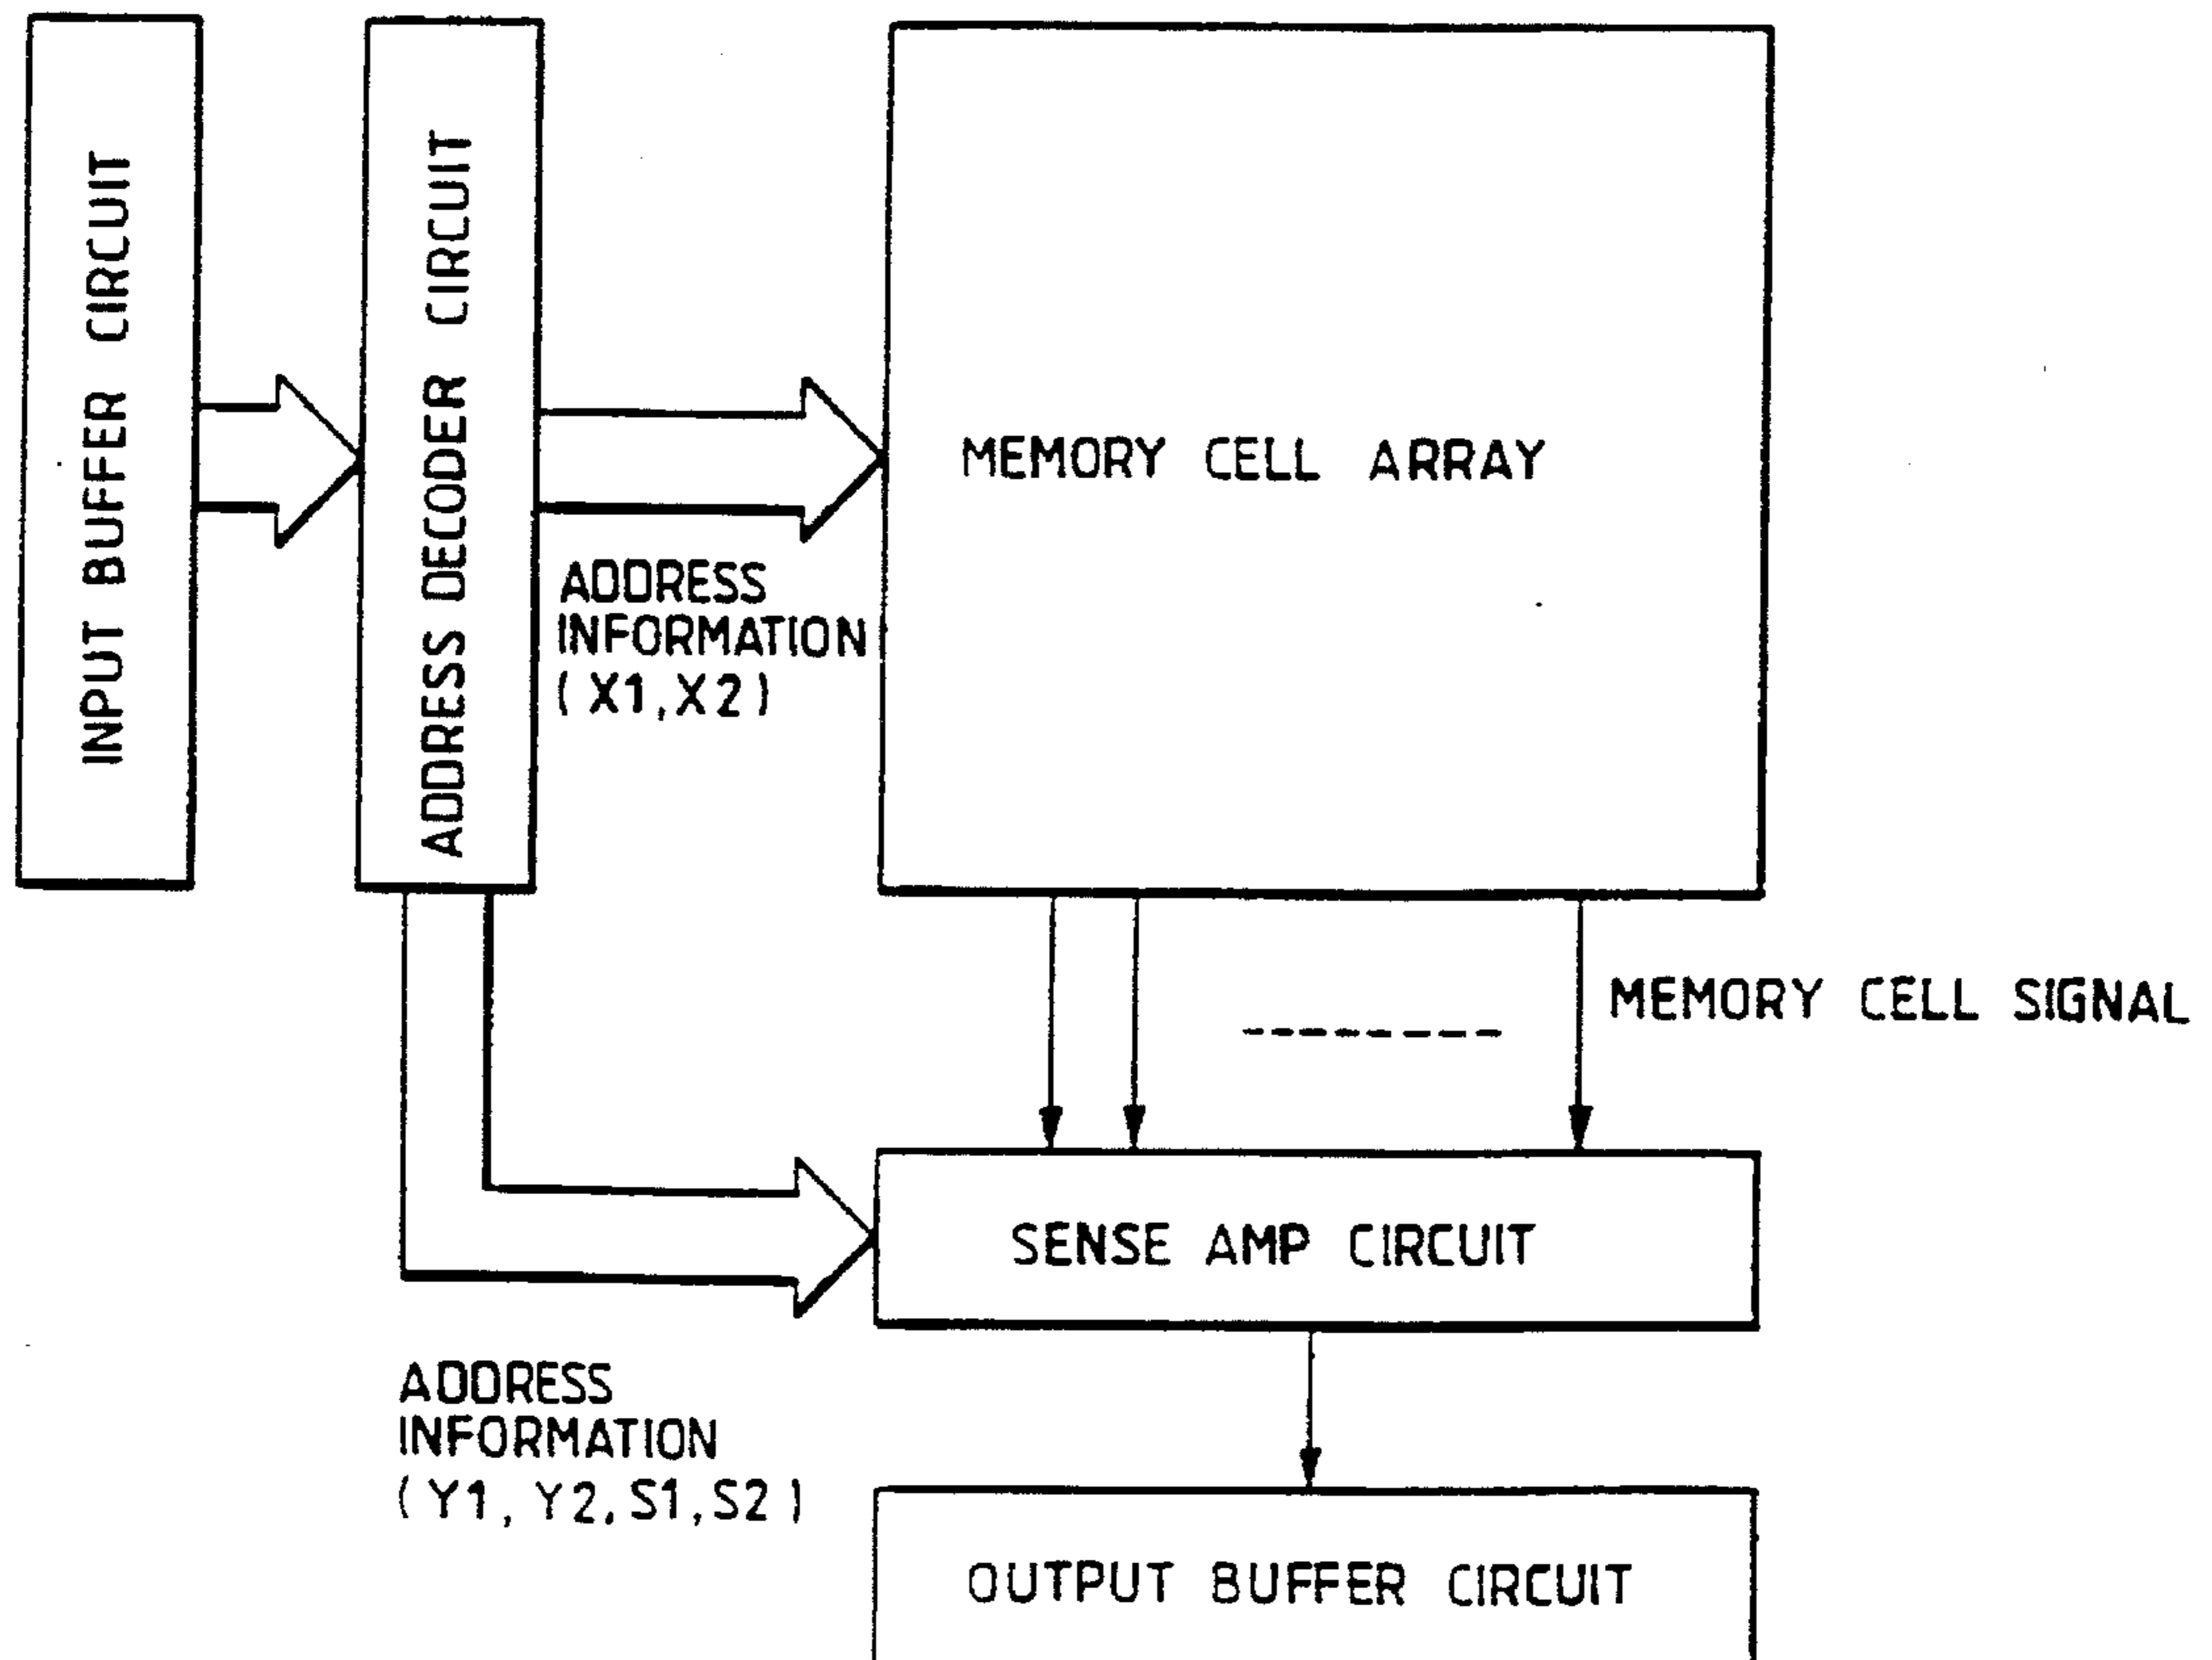 INPUT BUFFER CIRCUIT
ADDRESS DECODER CIRCUIT
MEMORY CELL ARRAY
ADDRESS
INFORMATION
(X1,X2)
MEMORY CELL SIGNAL
SENSE AMP CIRCUIT
ADDRESS
INFORMATION
(Y1, Y2, S1, S2)
OUTPUT BUFFER CIRCUIT